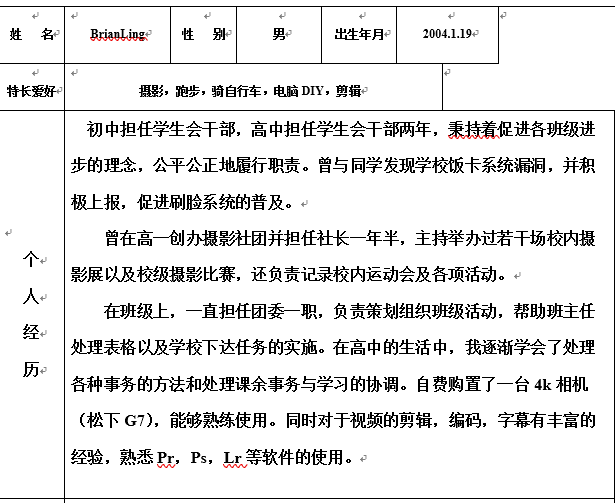 姓 名 BrianLing 性 别 男 出生年月 2004.1.19
特长爱好 摄影，跑步，骑自行车，电脑 DIY，剪辑
个人经历
初中担任学生会干部，高中担任学生会干部两年，秉持着促进各班级进
步的理念，公平公正地履行职责。曾与同学发现学校饭卡系统漏洞，并积
极上报，促进刷脸系统的普及。
曾在高一创办摄影社团并担任社长一年半，主持举办过若干场校内摄
影展以及校级摄影比赛，还负责记录校内运动会及各项活动。
在班级上，一直担任团委一职，负责策划组织班级活动，帮助班主任
处理表格以及学校下达任务的实施。在高中的生活中，我逐渐学会了处理
各种事务的方法和处理课余事务与学习的协调。自费购置了一台 4k 相机
（松下 G7），能够熟练使用。同时对于视频的剪辑，编码，字幕有丰富的
经验，熟悉 Pr，Ps，Lr 等软件的使用。